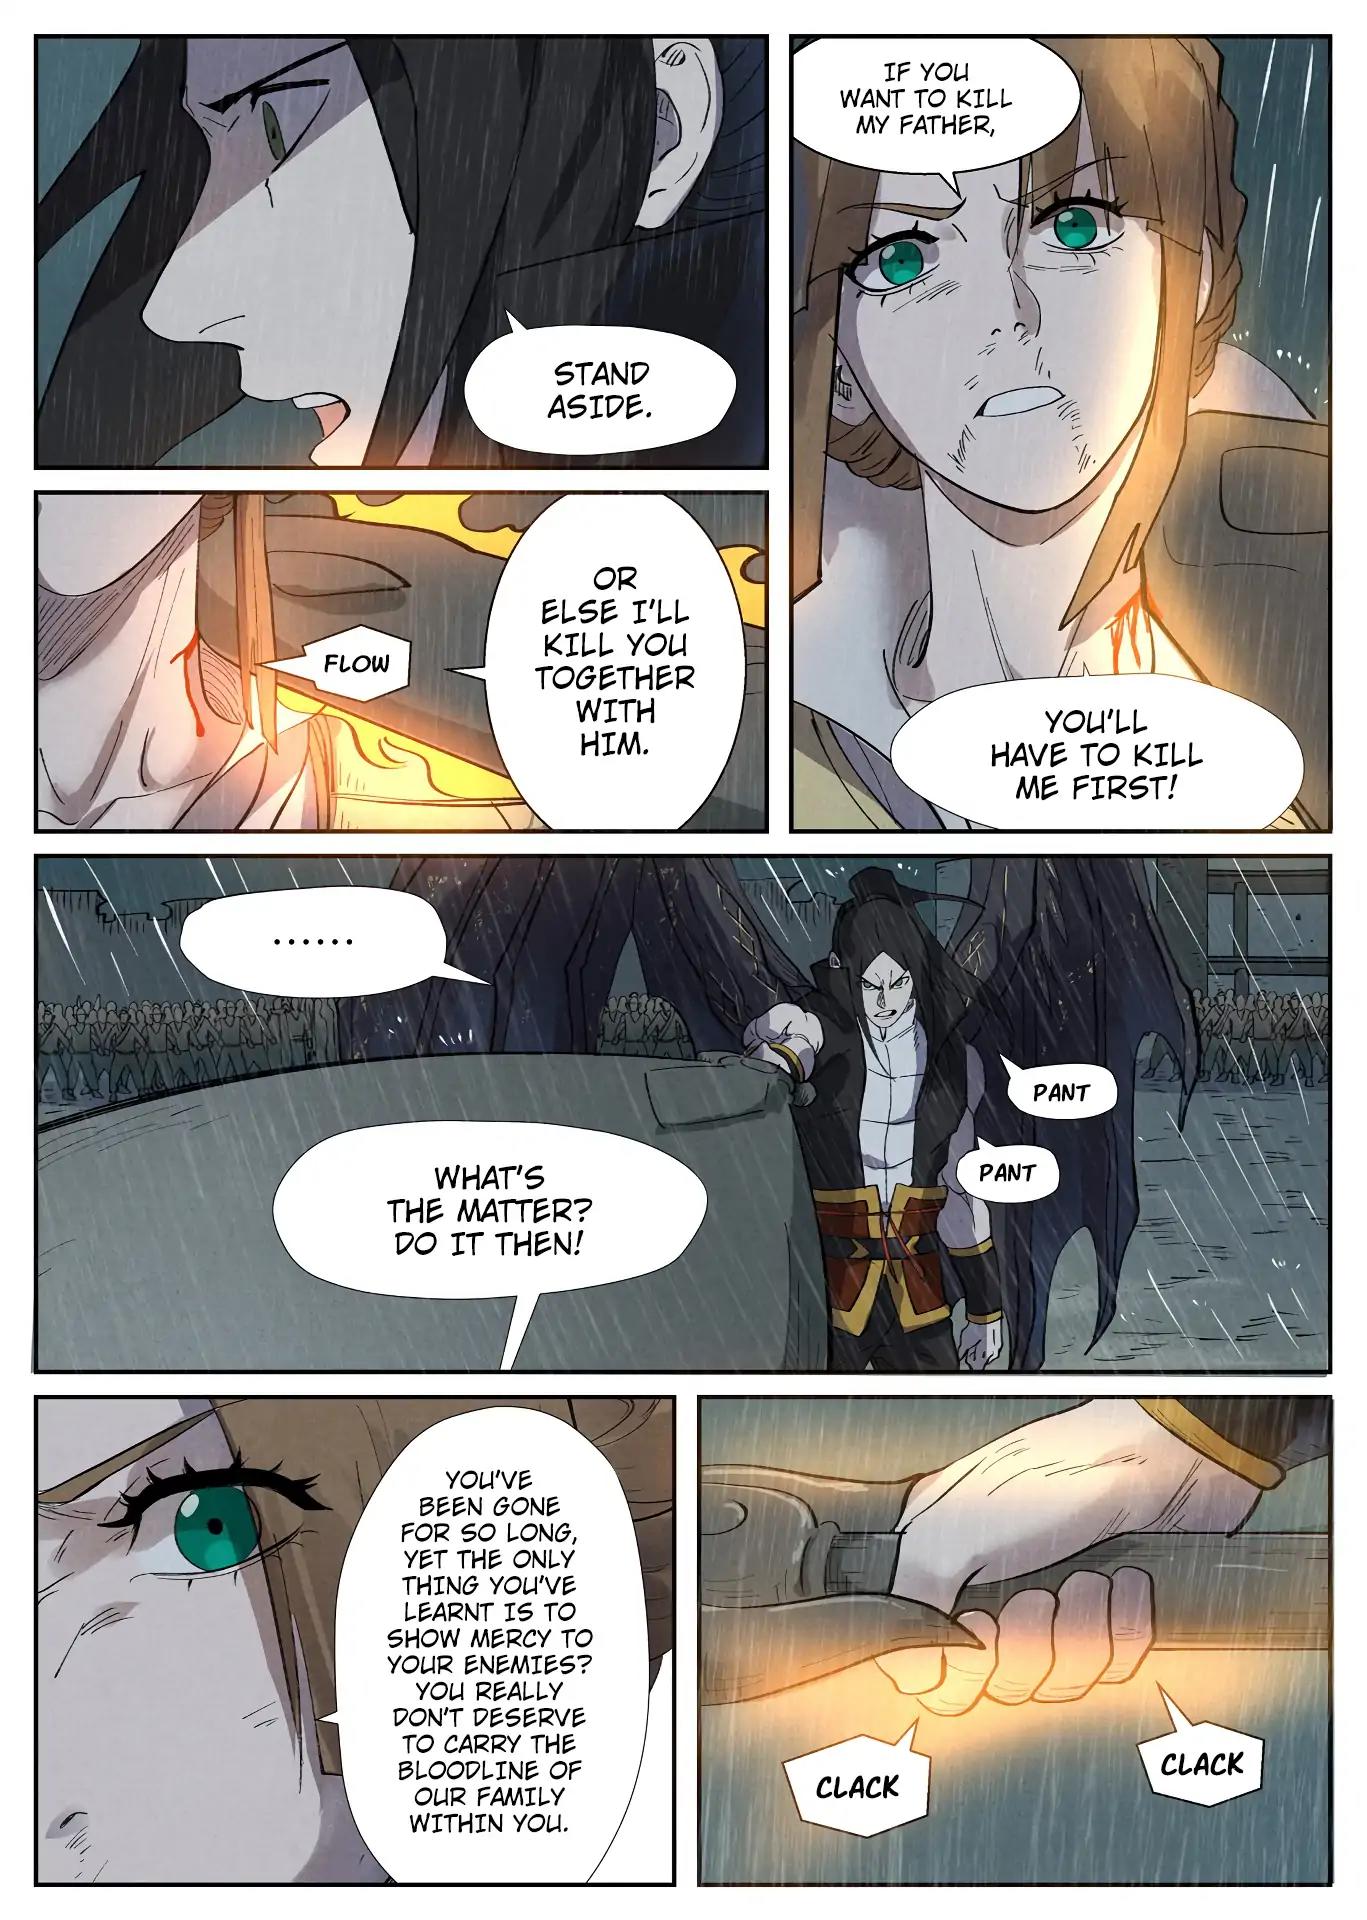 STAND
ASIDE.
OR
ELSE I'LL
KILL YOU
TOGETHER
WITH
HIM.
FLOW
IF YOU
WANT TO KILL
MY FATHER,
YOU'LL
HAVE TO KILL
ME FIRST!
......
PANT
PANT
WHAT'S
THE MATTER?
DO IT THEN!
YOU'VE
BEEN GONE
FOR SO LONG,
YET THE ONLY
THING YOU'VE
LEARNT IS TO
SHOW MERCY TO
YOUR ENEMIES?
YOU REALLY
DON'T DESERVE
TO CARRY THE
BLOODLINE OF
OUR FAMILY
WITHIN YOU.
CLACK
CLACK